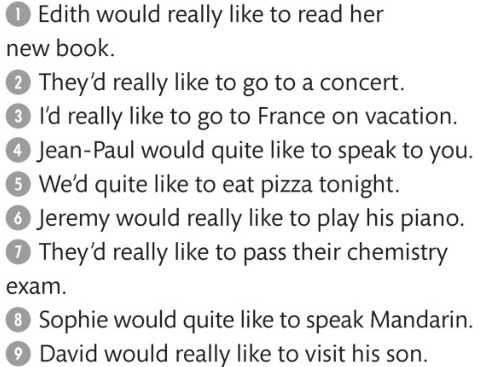 1 Edith would really like to read her
new book.
2 They’d really like to go to a concert.
3 I’d really like to go to France on vacation.
4 Jean-Paul would quite like to speak to you.
5 We’d quite like to eat pizza tonight.
6 Jeremy would really like to play his piano.
7 They’d really like to pass their chemistry
exam.
8 Sophie would quite like to speak Mandarin.
9 David would really like to visit his son.